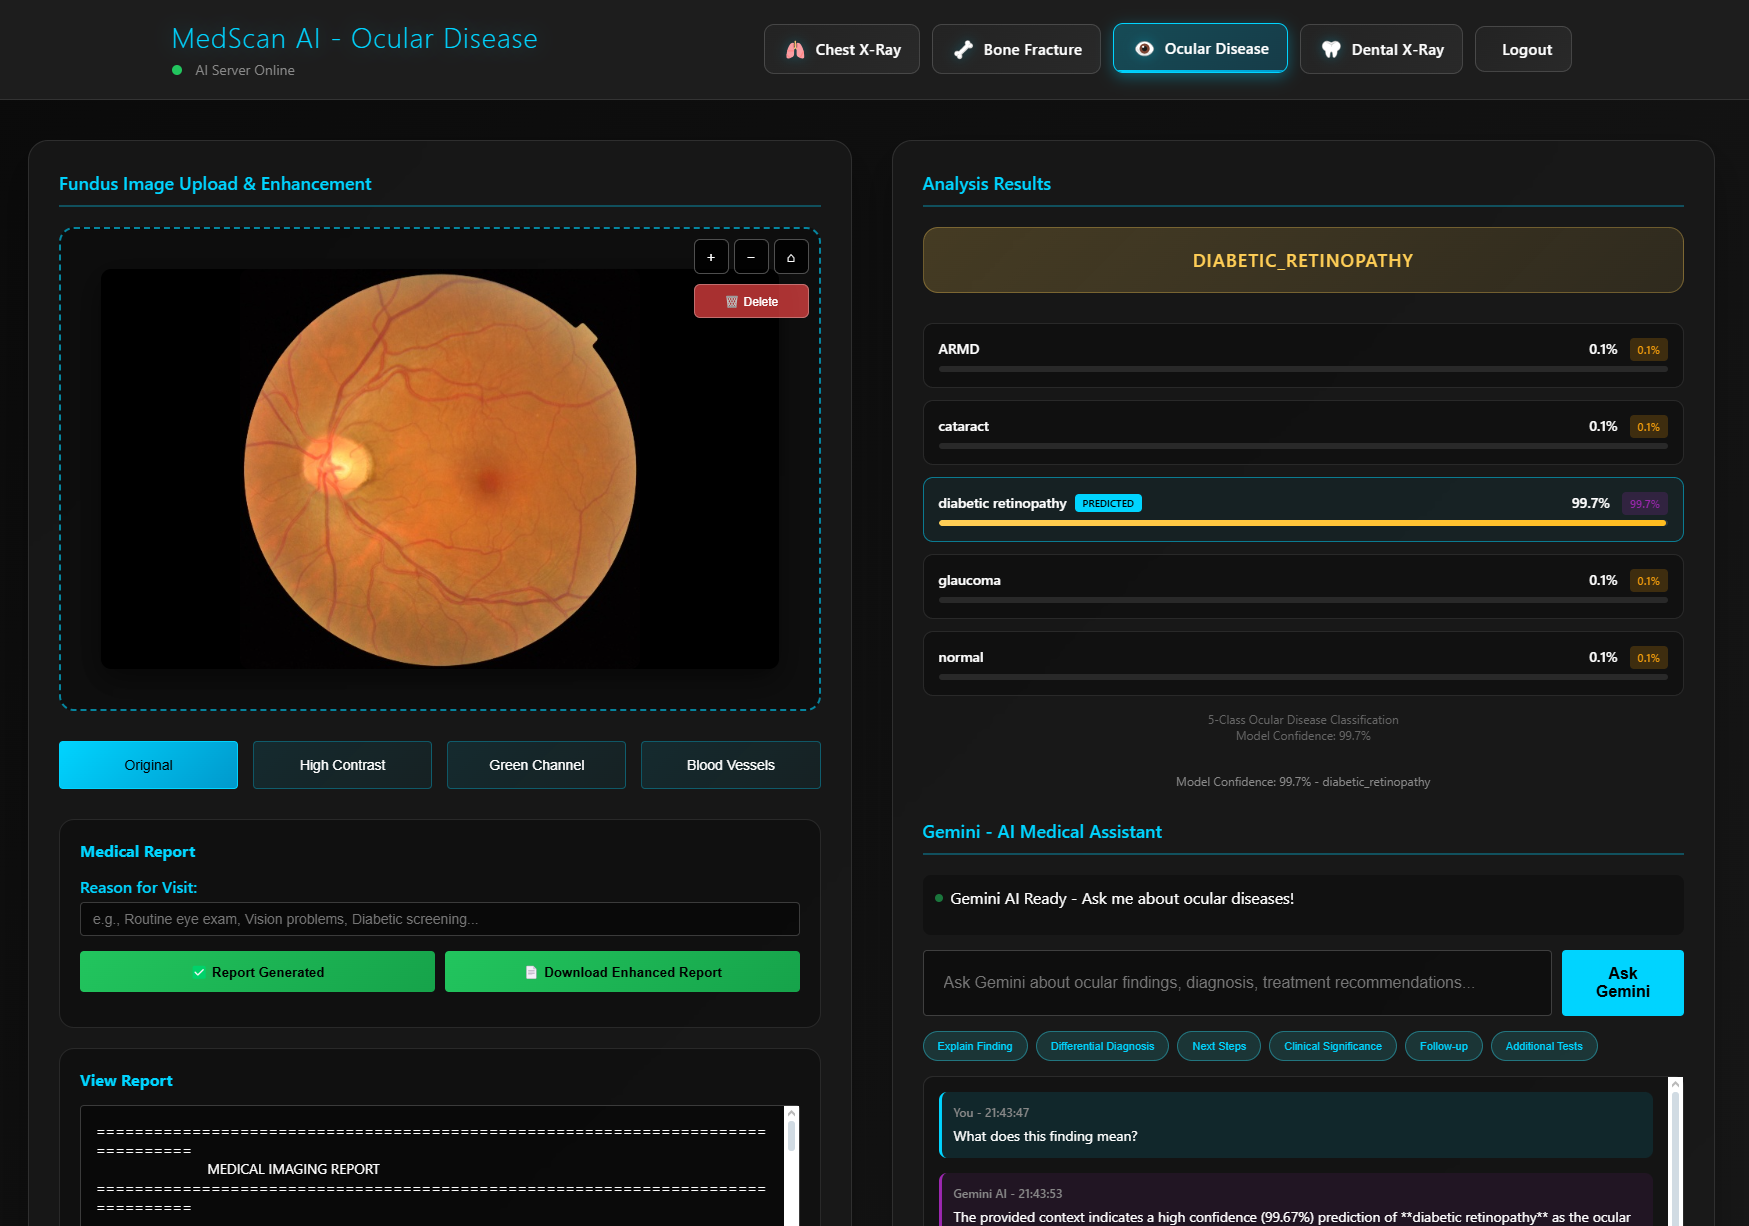 MedScan AI - Ocular Disease
AI Server Online
Chest X-Ray
Bone Fracture
Ocular Disease
Dental X-Ray
Logout
Fundus Image Upload & Enhancement
+
−
⌂
Delete
Original
High Contrast
Green Channel
Blood Vessels
Medical Report
Reason for Visit:
e.g., Routine eye exam, Vision problems, Diabetic screening...
Report Generated
Download Enhanced Report
View Report
======================================================================
==========
MEDICAL IMAGING REPORT
======================================================================
==========
Analysis Results
DIABETIC_RETINOPATHY
ARMD 0.1% 0.1%
cataract 0.1% 0.1%
diabetic retinopathy PREDICTED 99.7% 99.7%
glaucoma 0.1% 0.1%
normal 0.1% 0.1%
5-Class Ocular Disease Classification
Model Confidence: 99.7%
Model Confidence: 99.7% - diabetic_retinopathy
Gemini - AI Medical Assistant
Gemini AI Ready - Ask me about ocular diseases!
Ask Gemini about ocular findings, diagnosis, treatment recommendations...
Ask
Gemini
Explain Finding
Differential Diagnosis
Next Steps
Clinical Significance
Follow-up
Additional Tests
You - 21:43:47
What does this finding mean?
Gemini AI - 21:43:53
The provided context indicates a high confidence (99.67%) prediction of **diabetic retinopathy** as the ocular